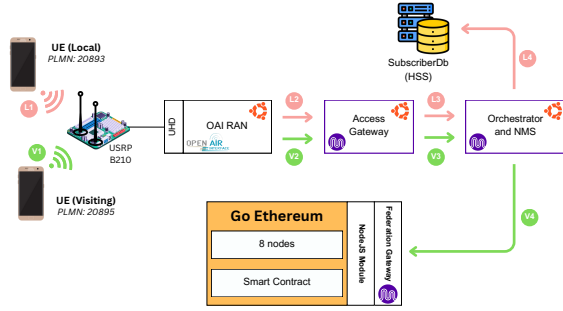 UE (Local)
PLMN: 20893
L1
V1
UE (Visiting)
PLMN: 20895
USRP
B210
UHD
OAI RAN
OPEN AIR
L2
V2
Access
Gateway
L3
V3
Orchestrator
and NMS
SubscriberDb
(HSS)
L4
V4
Go Ethereum
8 nodes
Smart Contract
NodeJS Module
Federation Gateway